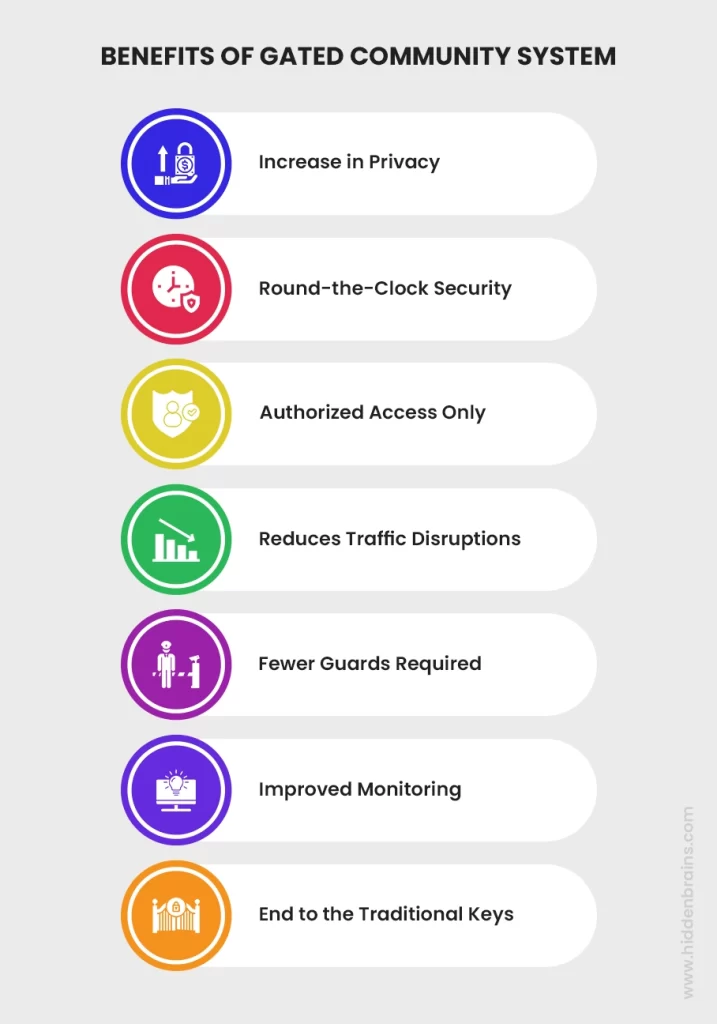 BENEFITS OF GATED COMMUNITY SYSTEM
Increase in Privacy
Round-the-Clock Security
Authorized Access Only
Reduces Traffic Disruptions
Fewer Guards Required
Improved Monitoring
End to the Traditional Keys
www.hiddenbrains.com